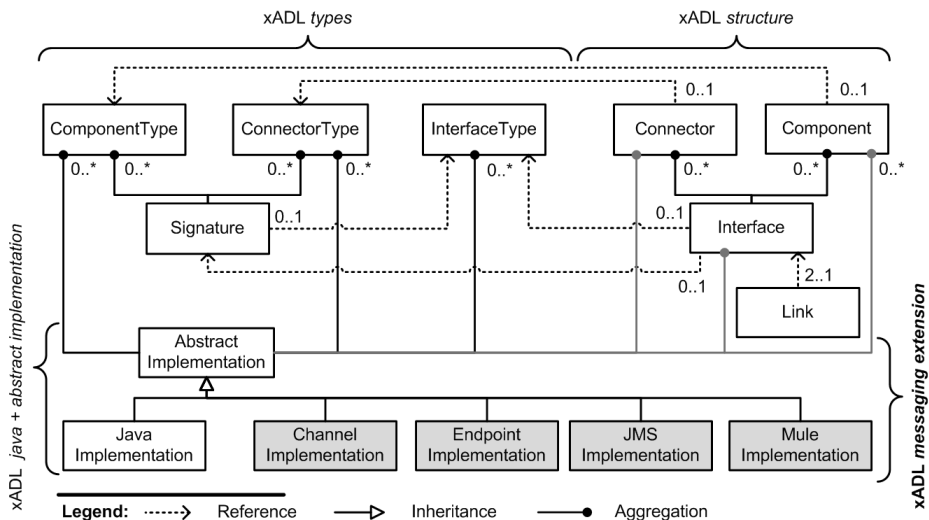 xADL types
xADL structure
0..1
0..1
ComponentType
ConnectorType
InterfaceType
Connector
Component
0..*
0..*
0..*
0..*
0..*
0..*
0..*
0..*
Signature
0..1
0..1
Interface
0..1
2..1
Link
xADL java + abstract implementation
Abstract
Implementation
xADL messaging extension
Java
Implementation
Channel
Implementation
Endpoint
Implementation
JMS
Implementation
Mule
Implementation
Legend:
Reference
Inheritance
Aggregation